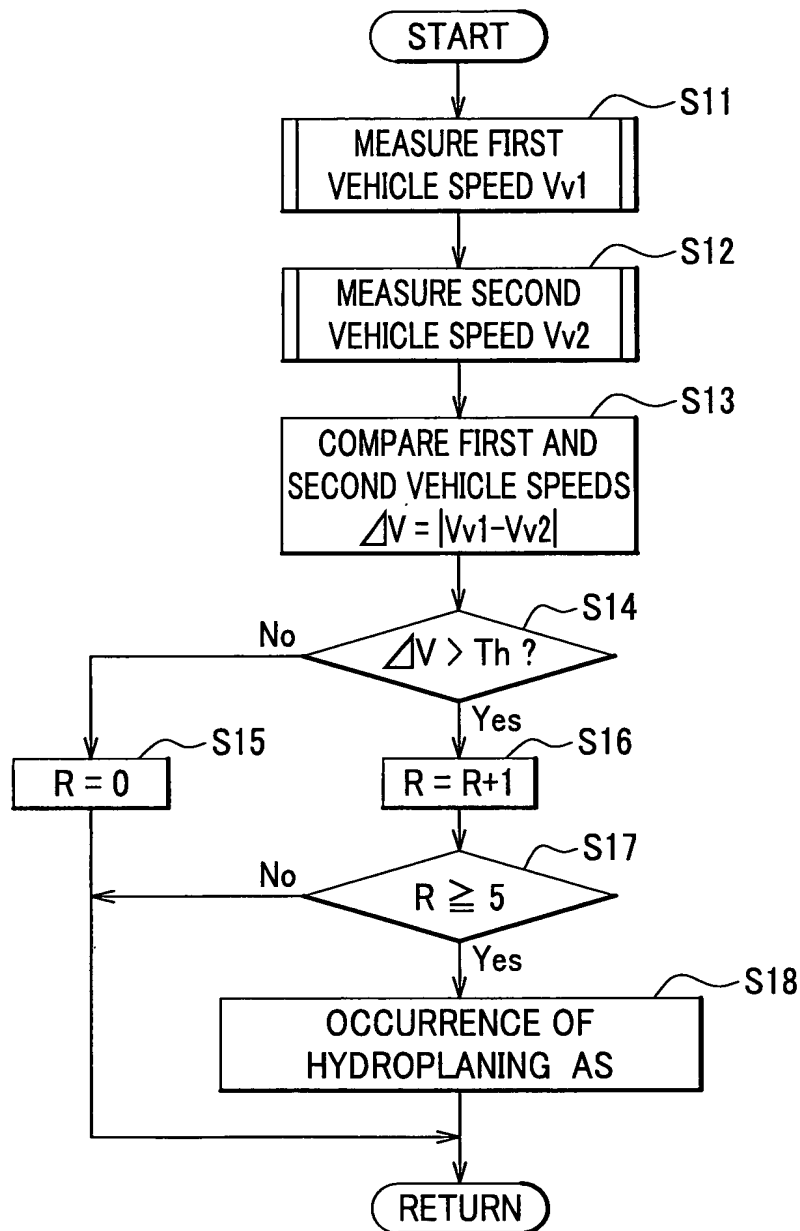 START
S11
MEASURE FIRST
VEHICLE SPEED Vv1
S12
MEASURE SECOND
VEHICLE SPEED Vv2
S13
COMPARE FIRST AND
SECOND VEHICLE SPEEDS
⊿V = |Vv1-Vv2|
S14
No
⊿V > Th ?
Yes
S15
S16
R = 0
R = R+1
S17
No
R ≧ 5
Yes
S18
OCCURRENCE OF
HYDROPLANING AS
RETURN